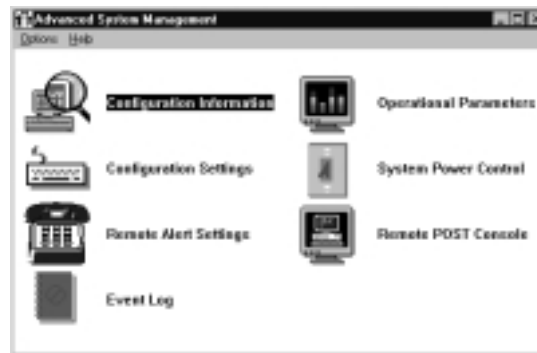 Advanced System Management
Options Help
Configuration Information
Operational Parameters
Configuration Settings
System Power Control
Remote Alert Settings
Remote POST Console
Event Log